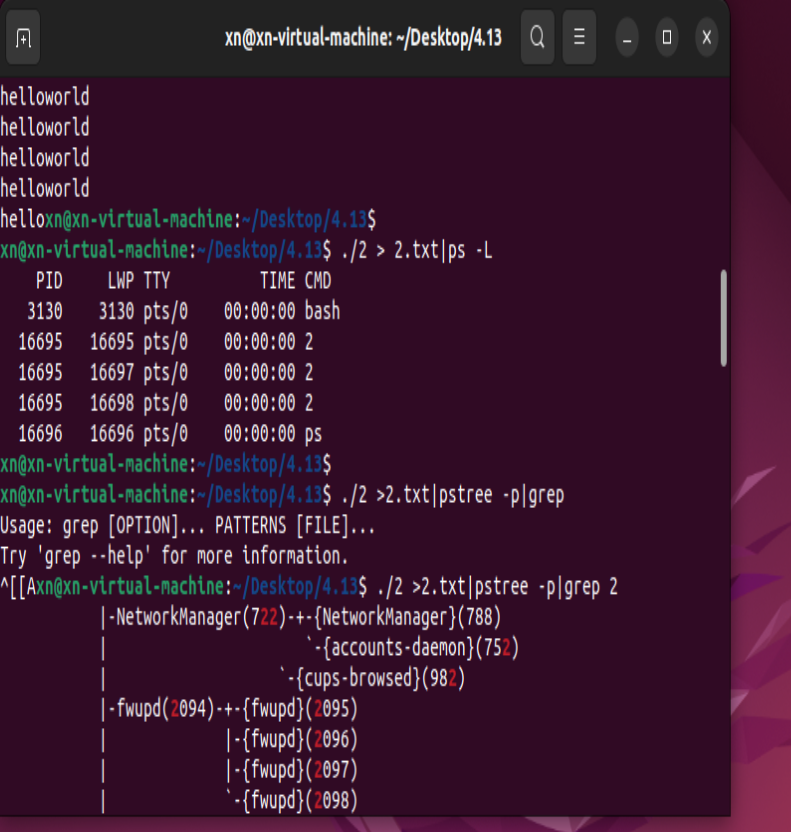 xn@xn-virtual-machine: ~/Desktop/4.13
helloworld
helloworld
helloworld
helloworld
helloxn@xn-virtual-machine:~/Desktop/4.13$
xn@xn-virtual-machine:~/Desktop/4.13$ ./2 > 2.txt|ps -L
    PID     LWP TTY          TIME CMD
   3130    3130 pts/0    00:00:00 bash
  16695   16695 pts/0    00:00:00 2
  16695   16697 pts/0    00:00:00 2
  16695   16698 pts/0    00:00:00 2
  16696   16696 pts/0    00:00:00 ps
xn@xn-virtual-machine:~/Desktop/4.13$
xn@xn-virtual-machine:~/Desktop/4.13$ ./2 >2.txt|pstree -p|grep
Usage: grep [OPTION]... PATTERNS [FILE]...
Try 'grep --help' for more information.
^[[Axn@xn-virtual-machine:~/Desktop/4.13$ ./2 >2.txt|pstree -p|grep 2
           |-NetworkManager(722)-+-{NetworkManager}(788)
           |                      `-{accounts-daemon}(752)
           |                   `-{cups-browsed}(982)
           |-fwupd(2094)-+-{fwupd}(2095)
           |             |-{fwupd}(2096)
           |             |-{fwupd}(2097)
           |             `-{fwupd}(2098)